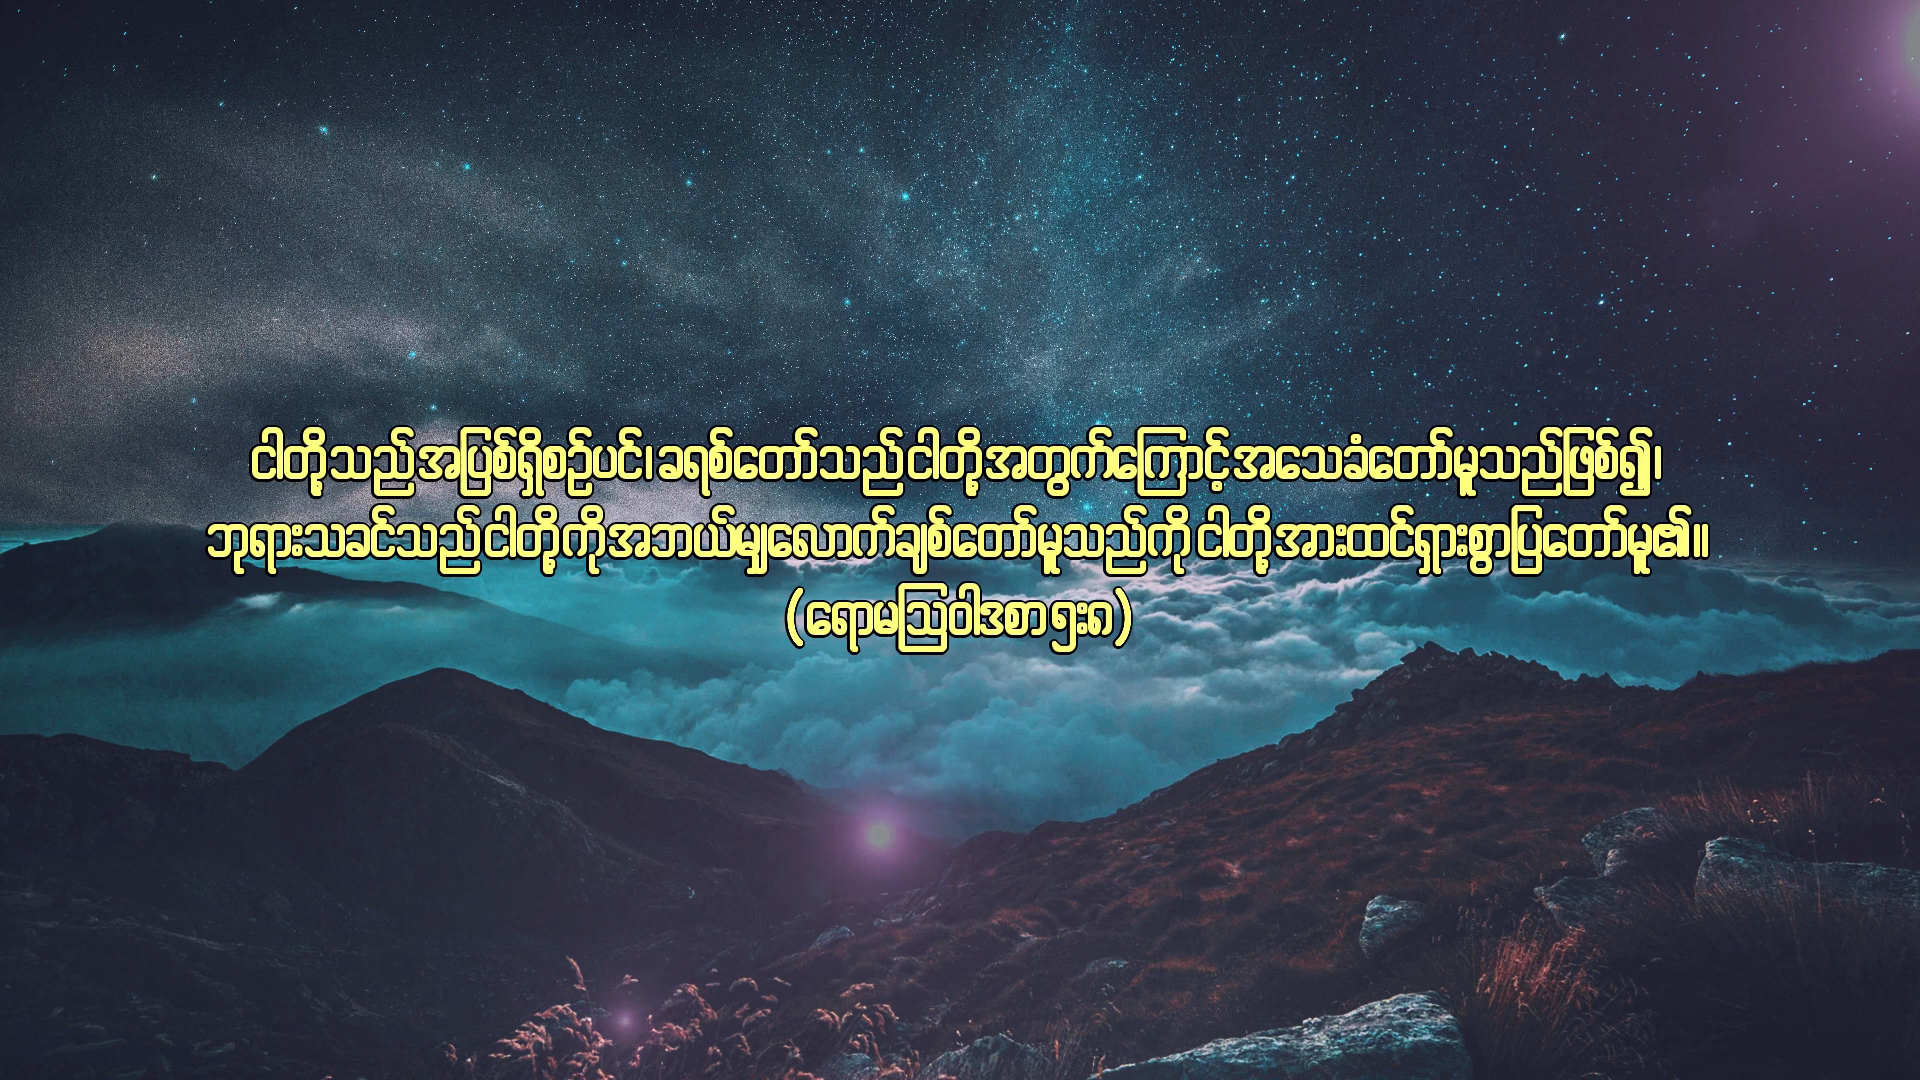 ငါတို့သည်အပြစ်ရှိစဉ်ပင်၊ ခရစ်တော်သည် ငါတို့အတွက်ကြောင့် အသေခံတော်မူသည်ဖြစ်၍၊
ဘုရားသခင်သည် ငါတို့ကို အဘယ်မျှလောက်ချစ်တော်မူသည်ကို ငါတို့အား ထင်ရှားစွာပြတော်မူ၏။
(ရောမဩဝါဒစာ ၅း၈)